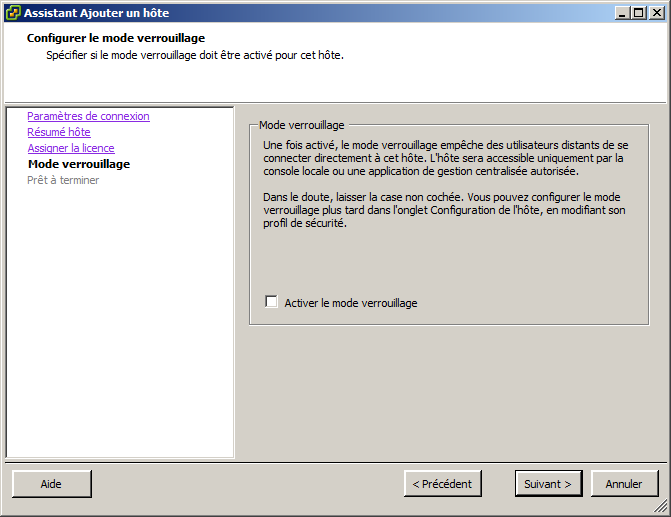 Assistant Ajouter un hôte
Configurer le mode verrouillage
Spécifier si le mode verrouillage doit être activé pour cet hôte.
Paramètres de connexion
Résumé hôte
Assigner la licence
Mode verrouillage
Prêt à terminer
Mode verrouillage
Une fois activé, le mode verrouillage empêche des utilisateurs distants de se
connecter directement à cet hôte. L'hôte sera accessible uniquement par la
console locale ou une application de gestion centralisée autorisée.
Dans le doute, laisser la case non cochée. Vous pouvez configurer le mode
verrouillage plus tard dans l'onglet Configuration de l'hôte, en modifiant son
profil de sécurité.
Activer le mode verrouillage
Aide
< Précédent
Suivant >
Annuler